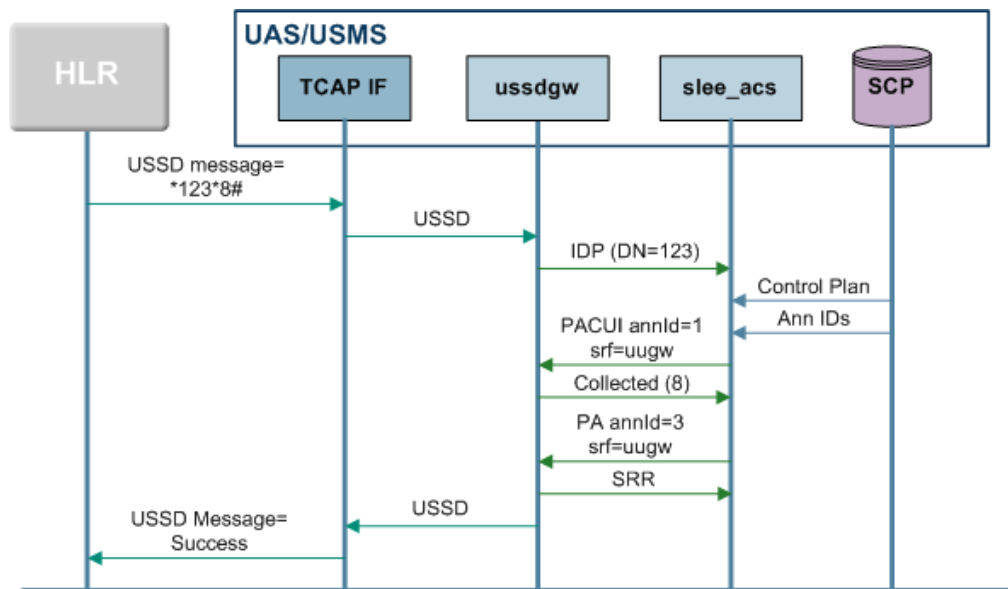 UAS/USMS
HLR
TCAP IF
ussdgw
slee_acs
SCP
USSD message=
*123*8#
USSD
IDP (DN=123)
Control Plan
Ann IDs
PACUI annId=1
srf=uugw
Collected (8)
PA annId=3
srf=uugw
SRR
USSD
USSD Message=
Success